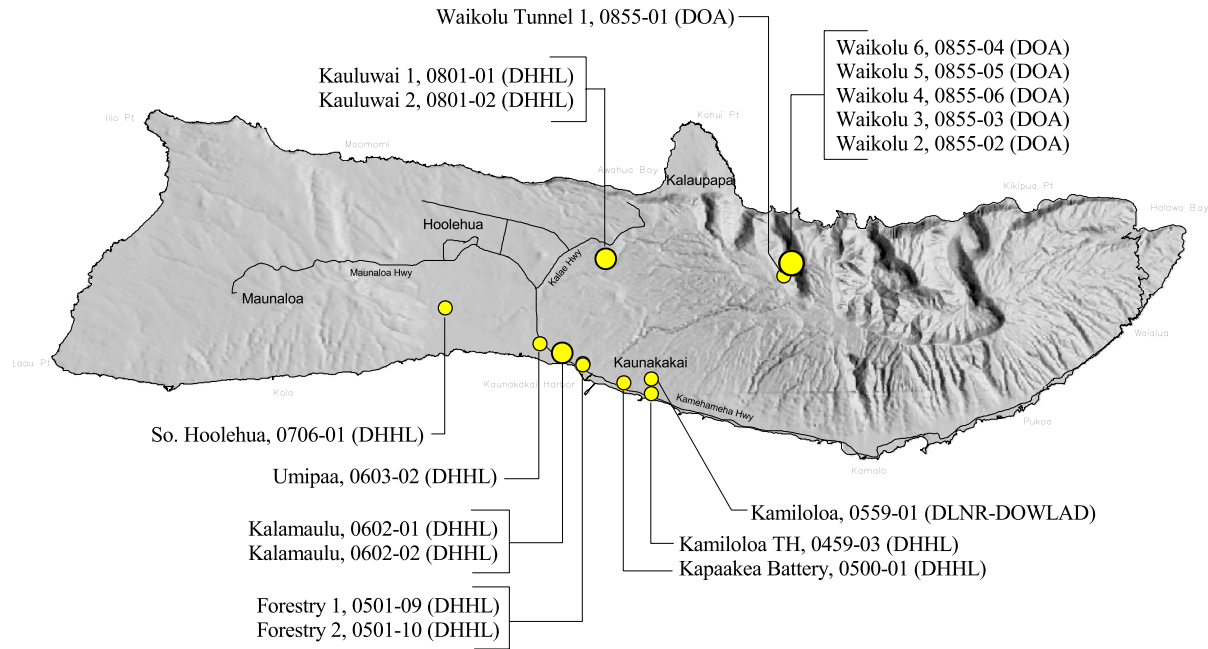 Waikolu Tunnel 1, 0855-01 (DOA)
Waikolu 6, 0855-04 (DOA)
Waikolu 5, 0855-05 (DOA)
Waikolu 4, 0855-06 (DOA)
Waikolu 3, 0855-03 (DOA)
Waikolu 2, 0855-02 (DOA)
Kauluwai 1, 0801-01 (DHHL)
Kauluwai 2, 0801-02 (DHHL)
Ilio Pt
Kahui Pt
Moomomi
Awahua Bay
Kalaupapa
Kikipua Pt
Halawa Bay
Hoolehua
Kalae Hwy
Maunaloa Hwy
Maunaloa
Waialua
Laau Pt
Kaunakakai
Kaunakakai Harbor
Kolo
Kamehameha Hwy
Pukoo
Kamalo
So. Hoolehua, 0706-01 (DHHL)
Umipaa, 0603-02 (DHHL)
Kamiloloa, 0559-01 (DLNR-DOWLAD)
Kalamaulu, 0602-01 (DHHL)
Kalamaulu, 0602-02 (DHHL)
Kamiloloa TH, 0459-03 (DHHL)
Kapaakea Battery, 0500-01 (DHHL)
Forestry 1, 0501-09 (DHHL)
Forestry 2, 0501-10 (DHHL)